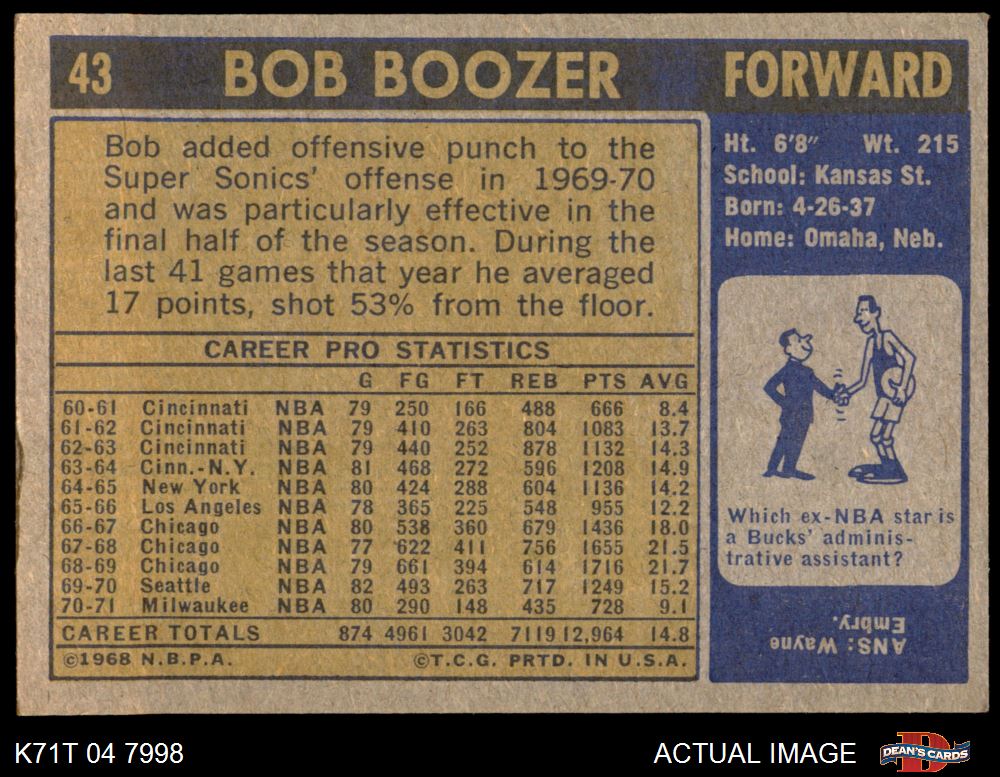 43 BOB BOOZER FORWARD
Bob added offensive punch to the
Super Sonics' offense in 1969-70
and was particularly effective in the
final half of the season. During the
last 41 games that year he averaged
17 points, shot 53% from the floor.
CAREER PRO STATISTICS
G FG FT REB PTS AVG
60-61 Cincinnati NBA 79 250 166 488 666 8.4
61-62 Cincinnati NBA 79 410 263 804 1083 13.7
62-63 Cincinnati NBA 79 440 252 878 1132 14.3
63-64 Cinn.-N.Y. NBA 81 468 272 596 1208 14.9
64-65 New York NBA 80 424 288 604 1136 14.2
65-66 Los Angeles NBA 78 365 225 548 955 12.2
66-67 Chicago NBA 80 538 360 679 1436 18.0
67-68 Chicago NBA 77 622 411 756 1655 21.5
68-69 Chicago NBA 79 661 394 614 1716 21.7
69-70 Seattle NBA 82 493 263 717 1249 15.2
70-71 Milwaukee NBA 80 290 148 435 728 9.1
CAREER TOTALS 874 4961 3042 7119 12,964 14.8
©1968 N.B.P.A. ©T.C.G. PRTD. IN U.S.A.
Ht. 6'8" Wt. 215
School: Kansas St.
Born: 4-26-37
Home: Omaha, Neb.
Which ex-NBA star is
a Bucks' adminis-
trative assistant?
ANS: Wayne
Embry.
K71T 04 7998 ACTUAL IMAGE DEAN'S CARDS